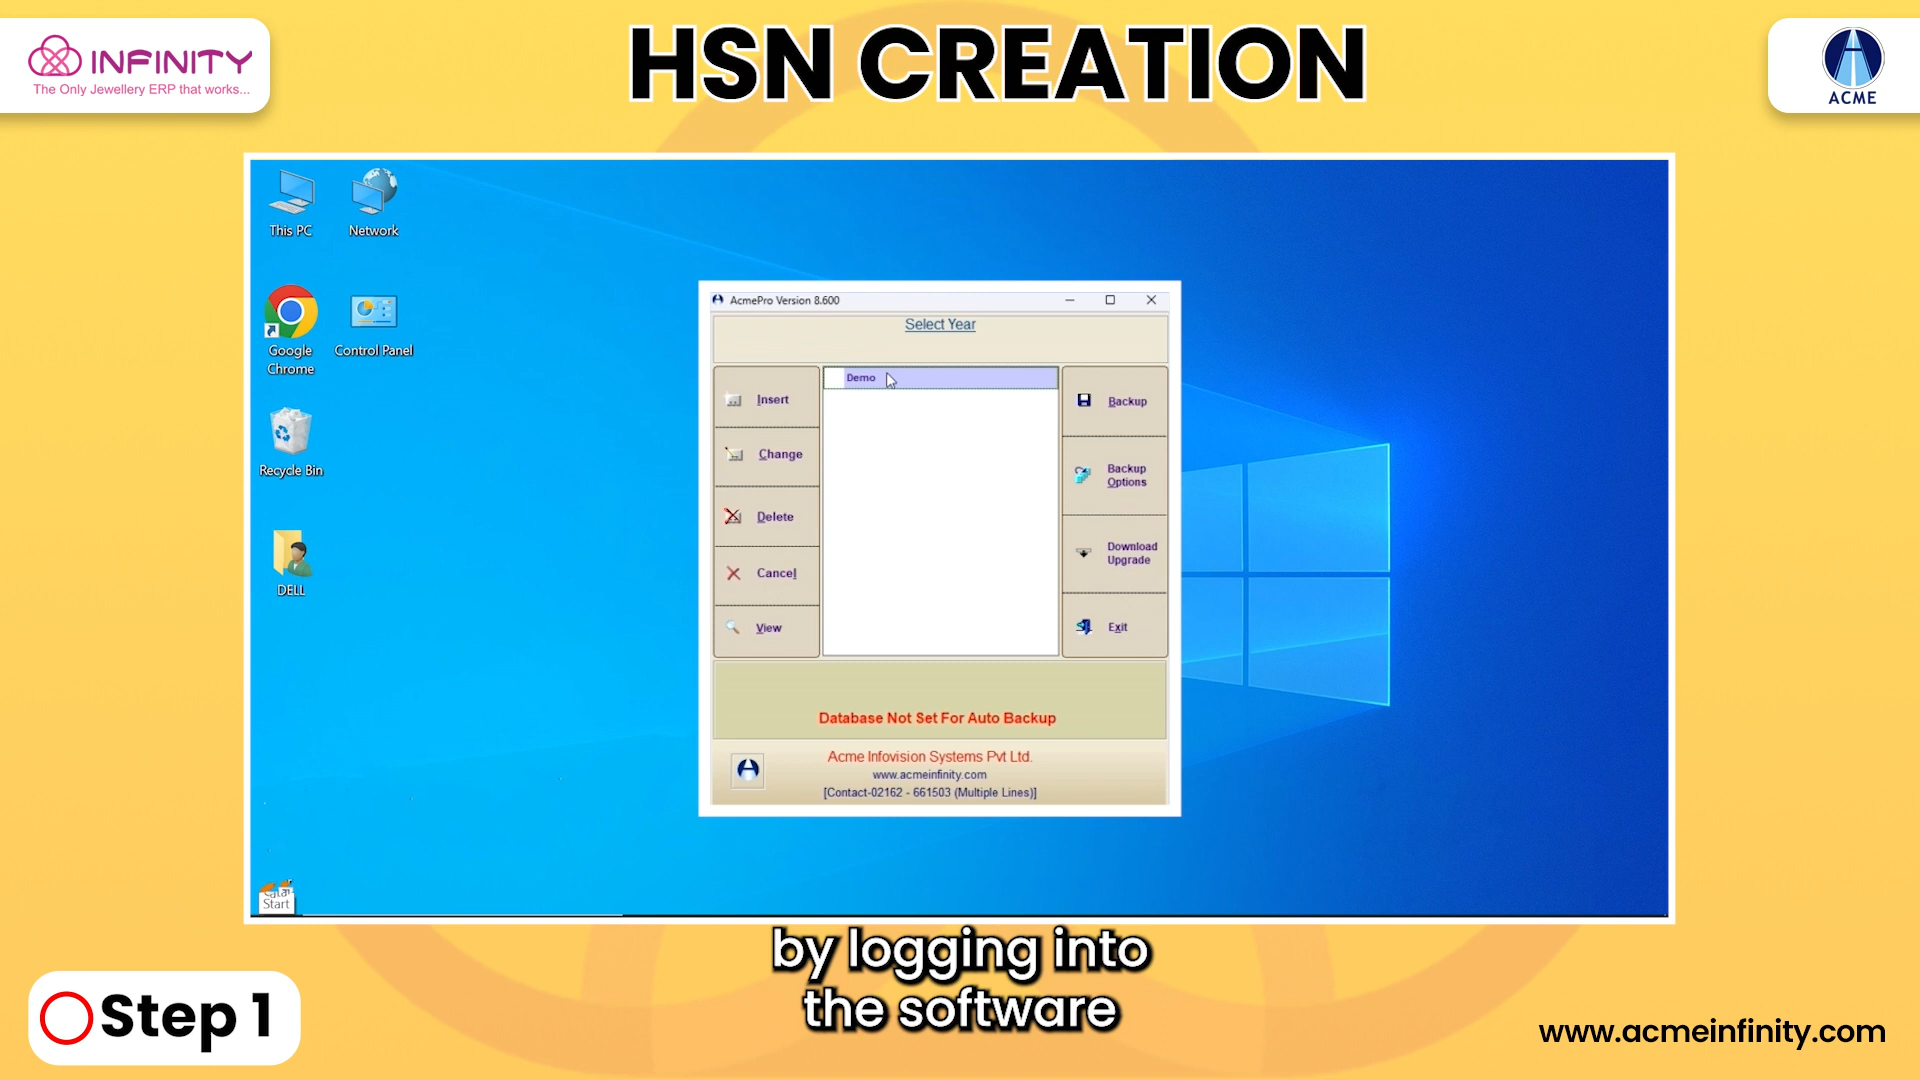 INFINITY
The Only Jewellery ERP that works...
HSN CREATION
ACME
This PC
Network
Google
Chrome
Control Panel
Recycle Bin
DELL
Start
AcmePro Version 8.600
Select Year
Demo
Insert
Change
Delete
Cancel
View
Backup
Backup
Options
Download
Upgrade
Exit
Database Not Set For Auto Backup
Acme Infovision Systems Pvt Ltd.
www.acmeinfinity.com
[Contact-02162 - 661503 (Multiple Lines)]
by logging into
the software
Step 1
www.acmeinfinity.com